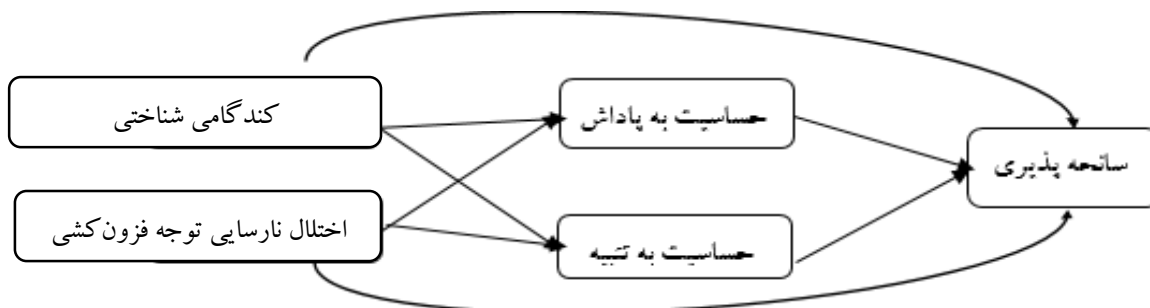 کندگامی شناختی
حساسیت به پاداش
سانحه پذیری
اختلال نارسایی توجه فزون‌کشی
حساسیت به تنبیه